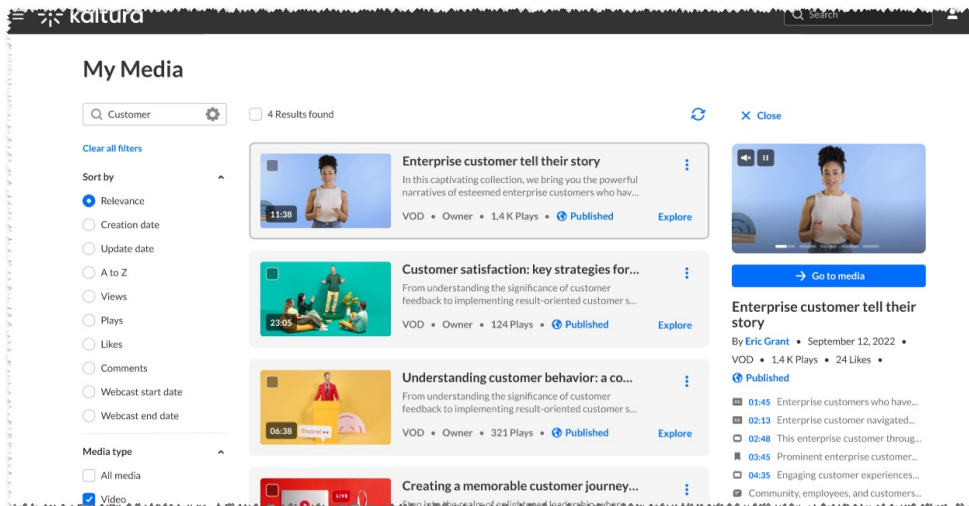 kaltura
Search
My Media
Customer
4 Results found
Close
Clear all filters
Sort by
Relevance
Creation date
Update date
A to Z
Views
Plays
Likes
Comments
Webcast start date
Webcast end date
Media type
All media
Video
11:38
Enterprise customer tell their story
In this captivating collection, we bring you the powerful
narratives of esteemed enterprise customers who hav...
VOD • Owner • 1,4 K Plays • Published
Explore
23:05
Customer satisfaction: key strategies for...
From understanding the significance of customer
feedback to implementing result-oriented customer s...
VOD • Owner • 124 Plays • Published
Explore
06:38
Understanding customer behavior: a co...
From understanding the significance of customer
feedback to implementing result-oriented customer s...
VOD • Owner • 321 Plays • Published
Explore
LIVE
Creating a memorable customer journey...
Step into the realm of enlightened leadership where
Go to media
Enterprise customer tell their
story
By Eric Grant • September 12, 2022 •
VOD • 1,4 K Plays • 24 Likes •
Published
01:45 Enterprise customers who have...
02:13 Enterprise customer navigated...
02:48 This enterprise customer throug...
03:45 Prominent enterprise customer...
04:35 Engaging customer experiences...
Community, employees, and customers...